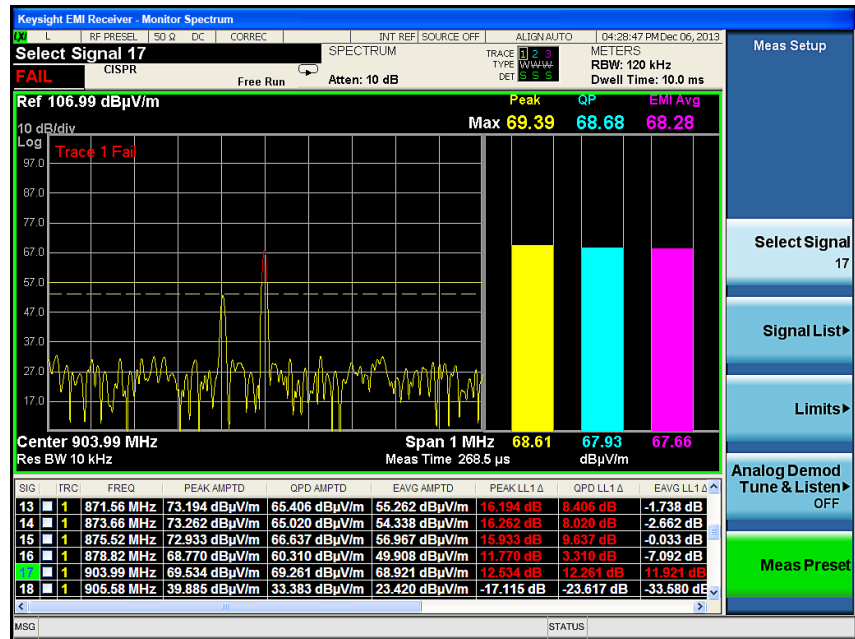 Keysight EMI Receiver - Monitor Spectrum
LXI L RF PRESEL 50 Ω DC CORREC INT REF SOURCE OFF ALIGN AUTO 04:28:47 PM Dec 06, 2013
Select Signal 17 SPECTRUM TRACE 1 2 3 METERS
FAIL CISPR TYPE WWW RBW: 120 kHz
Free Run Atten: 10 dB DET S S S Dwell Time: 10.0 ms
Ref 106.99 dBµV/m Peak QP EMI Avg
10 dB/div Max 69.39 68.68 68.28
Log
Trace 1 Fail
97.0
87.0
77.0
67.0
57.0
47.0
37.0
27.0
17.0
Center 903.99 MHz Span 1 MHz 68.61 67.93 67.66
Res BW 10 kHz Meas Time 268.5 µs dBµV/m
SIG TRC FREQ PEAK AMPTD QPD AMPTD EAVG AMPTD PEAK LL1 Δ QPD LL1 Δ EAVG LL1 Δ
13 1 871.56 MHz 73.194 dBµV/m 65.406 dBµV/m 55.262 dBµV/m 16.194 dB 8.406 dB -1.738 dB
14 1 873.66 MHz 73.262 dBµV/m 65.020 dBµV/m 54.338 dBµV/m 16.262 dB 8.020 dB -2.662 dB
15 1 875.52 MHz 72.933 dBµV/m 66.637 dBµV/m 56.967 dBµV/m 15.933 dB 9.637 dB -0.033 dB
16 1 878.82 MHz 68.770 dBµV/m 60.310 dBµV/m 49.908 dBµV/m 11.770 dB 3.310 dB -7.092 dB
17 1 903.99 MHz 69.534 dBµV/m 69.261 dBµV/m 68.921 dBµV/m 12.534 dB 12.261 dB 11.921 dB
18 1 905.58 MHz 39.885 dBµV/m 33.383 dBµV/m 23.420 dBµV/m -17.115 dB -23.617 dB -33.580 dB
MSG STATUS
Meas Setup
Select Signal
17
Signal List
Limits
Analog Demod
Tune & Listen
OFF
Meas Preset